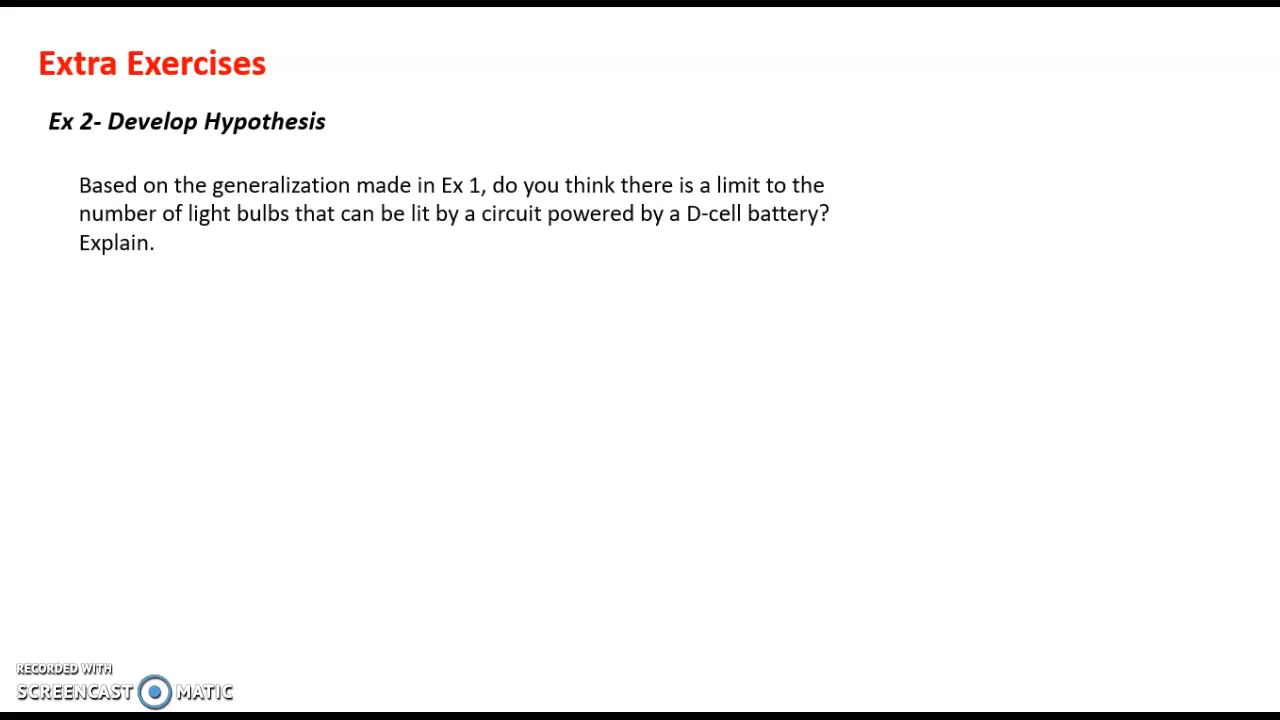 Extra Exercises
Ex 2- Develop Hypothesis
Based on the generalization made in Ex 1, do you think there is a limit to the
number of light bulbs that can be lit by a circuit powered by a D-cell battery?
Explain.
RECORDED WITH
SCREENCAST MATIC